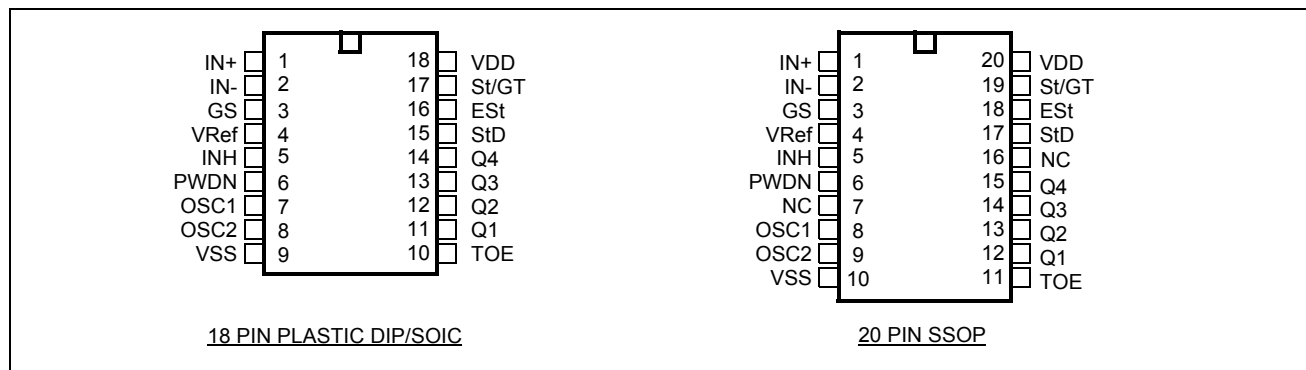 IN+ 1 18 VDD
IN- 2 17 St/GT
GS 3 16 ESt
VRef 4 15 StD
INH 5 14 Q4
PWDN 6 13 Q3
OSC1 7 12 Q2
OSC2 8 11 Q1
VSS 9 10 TOE
18 PIN PLASTIC DIP/SOIC
IN+ 1 20 VDD
IN- 2 19 St/GT
GS 3 18 ESt
VRef 4 17 StD
INH 5 16 NC
PWDN 6 15 Q4
NC 7 14 Q3
OSC1 8 13 Q2
OSC2 9 12 Q1
VSS 10 11 TOE
20 PIN SSOP